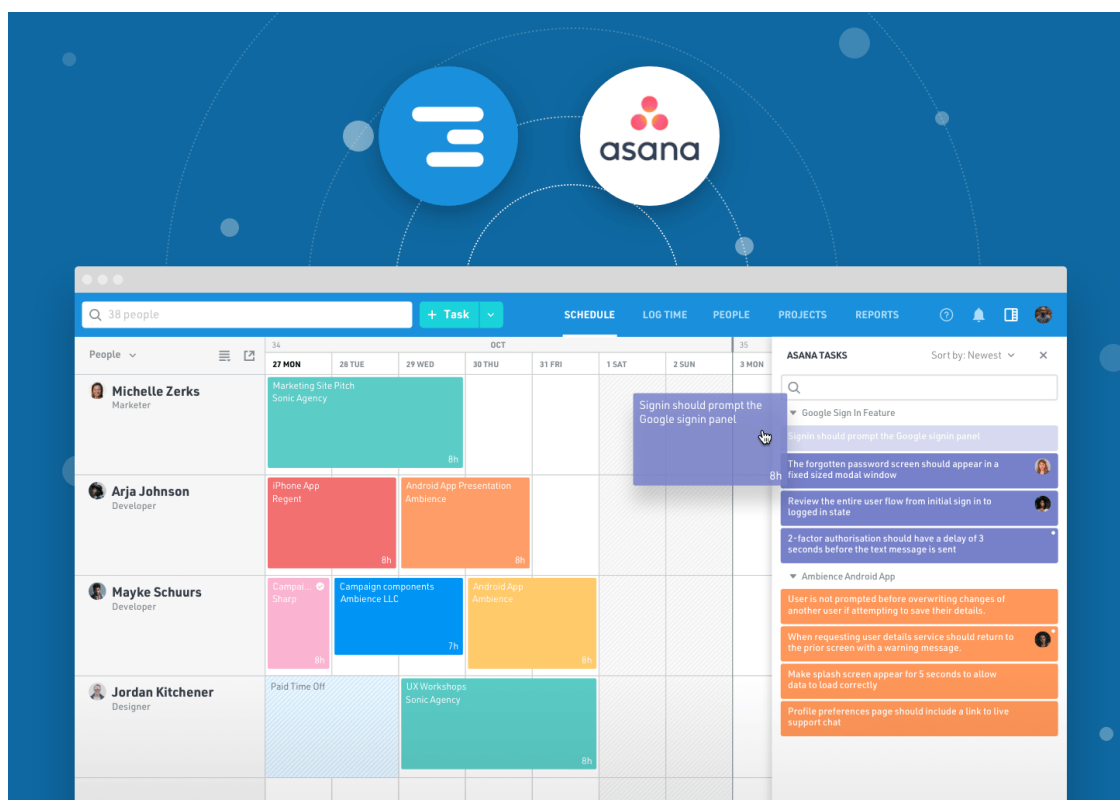 asana
38 people
+ Task
SCHEDULE
LOG TIME
PEOPLE
PROJECTS
REPORTS
?
People
34
OCT
35
27 MON
28 TUE
29 WED
30 THU
31 FRI
1 SAT
2 SUN
3 MON
Michelle Zerks
Marketer
Marketing Site Pitch
Sonic Agency
8h
Signin should prompt the
Google signin panel
8h
Arja Johnson
Developer
iPhone App
Regent
8h
Android App Presentation
Ambience
8h
Mayke Schuurs
Developer
Campai...
Sharp
8h
Campaign components
Ambience LLC
7h
Android App
Ambience
8h
Jordan Kitchener
Designer
Paid Time Off
UX Workshops
Sonic Agency
8h
ASANA TASKS
Sort by: Newest
Google Sign In Feature
Signin should prompt the Google signin panel
The forgotten password screen should appear in a
fixed sized modal window
Review the entire user flow from initial sign in to
logged in state
2-factor authorisation should have a delay of 3
seconds before the text message is sent
Ambience Android App
User is not prompted before overwriting changes of
another user if attempting to save their details.
When requesting user details service should return to
the prior screen with a warning message.
Make splash screen appear for 5 seconds to allow
data to load correctly
Profile preferences page should include a link to live
support chat